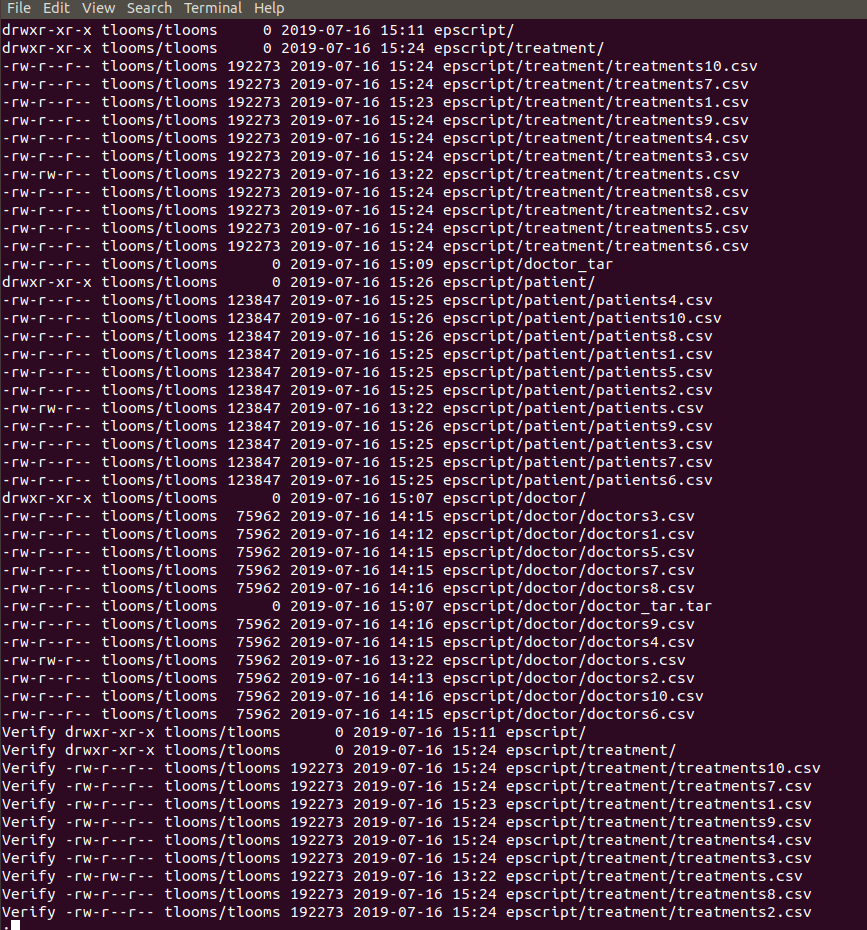 File Edit View Search Terminal Help
drwxr-xr-x tlooms/tlooms     0 2019-07-16 15:11 epscript/
drwxr-xr-x tlooms/tlooms     0 2019-07-16 15:24 epscript/treatment/
-rw-r--r-- tlooms/tlooms 192273 2019-07-16 15:24 epscript/treatment/treatments10.csv
-rw-r--r-- tlooms/tlooms 192273 2019-07-16 15:24 epscript/treatment/treatments7.csv
-rw-r--r-- tlooms/tlooms 192273 2019-07-16 15:23 epscript/treatment/treatments1.csv
-rw-r--r-- tlooms/tlooms 192273 2019-07-16 15:24 epscript/treatment/treatments9.csv
-rw-r--r-- tlooms/tlooms 192273 2019-07-16 15:24 epscript/treatment/treatments4.csv
-rw-r--r-- tlooms/tlooms 192273 2019-07-16 15:24 epscript/treatment/treatments3.csv
-rw-rw-r-- tlooms/tlooms 192273 2019-07-16 13:22 epscript/treatment/treatments.csv
-rw-r--r-- tlooms/tlooms 192273 2019-07-16 15:24 epscript/treatment/treatments8.csv
-rw-r--r-- tlooms/tlooms 192273 2019-07-16 15:24 epscript/treatment/treatments2.csv
-rw-r--r-- tlooms/tlooms 192273 2019-07-16 15:24 epscript/treatment/treatments5.csv
-rw-r--r-- tlooms/tlooms 192273 2019-07-16 15:24 epscript/treatment/treatments6.csv
-rw-r--r-- tlooms/tlooms      0 2019-07-16 15:09 epscript/doctor_tar
drwxr-xr-x tlooms/tlooms      0 2019-07-16 15:26 epscript/patient/
-rw-r--r-- tlooms/tlooms 123847 2019-07-16 15:25 epscript/patient/patients4.csv
-rw-r--r-- tlooms/tlooms 123847 2019-07-16 15:26 epscript/patient/patients10.csv
-rw-r--r-- tlooms/tlooms 123847 2019-07-16 15:26 epscript/patient/patients8.csv
-rw-r--r-- tlooms/tlooms 123847 2019-07-16 15:25 epscript/patient/patients1.csv
-rw-r--r-- tlooms/tlooms 123847 2019-07-16 15:25 epscript/patient/patients5.csv
-rw-r--r-- tlooms/tlooms 123847 2019-07-16 15:25 epscript/patient/patients2.csv
-rw-rw-r-- tlooms/tlooms 123847 2019-07-16 13:22 epscript/patient/patients.csv
-rw-r--r-- tlooms/tlooms 123847 2019-07-16 15:26 epscript/patient/patients9.csv
-rw-r--r-- tlooms/tlooms 123847 2019-07-16 15:25 epscript/patient/patients3.csv
-rw-r--r-- tlooms/tlooms 123847 2019-07-16 15:25 epscript/patient/patients7.csv
-rw-r--r-- tlooms/tlooms 123847 2019-07-16 15:25 epscript/patient/patients6.csv
drwxr-xr-x tlooms/tlooms      0 2019-07-16 15:07 epscript/doctor/
-rw-r--r-- tlooms/tlooms  75962 2019-07-16 14:15 epscript/doctor/doctors3.csv
-rw-r--r-- tlooms/tlooms  75962 2019-07-16 14:12 epscript/doctor/doctors1.csv
-rw-r--r-- tlooms/tlooms  75962 2019-07-16 14:15 epscript/doctor/doctors5.csv
-rw-r--r-- tlooms/tlooms  75962 2019-07-16 14:15 epscript/doctor/doctors7.csv
-rw-r--r-- tlooms/tlooms  75962 2019-07-16 14:16 epscript/doctor/doctors8.csv
-rw-r--r-- tlooms/tlooms      0 2019-07-16 15:07 epscript/doctor/doctor_tar.tar
-rw-r--r-- tlooms/tlooms  75962 2019-07-16 14:16 epscript/doctor/doctors9.csv
-rw-r--r-- tlooms/tlooms  75962 2019-07-16 14:15 epscript/doctor/doctors4.csv
-rw-rw-r-- tlooms/tlooms  75962 2019-07-16 13:22 epscript/doctor/doctors.csv
-rw-r--r-- tlooms/tlooms  75962 2019-07-16 14:13 epscript/doctor/doctors2.csv
-rw-r--r-- tlooms/tlooms  75962 2019-07-16 14:16 epscript/doctor/doctors10.csv
-rw-r--r-- tlooms/tlooms  75962 2019-07-16 14:15 epscript/doctor/doctors6.csv
Verify drwxr-xr-x tlooms/tlooms      0 2019-07-16 15:11 epscript/
Verify drwxr-xr-x tlooms/tlooms      0 2019-07-16 15:24 epscript/treatment/
Verify -rw-r--r-- tlooms/tlooms 192273 2019-07-16 15:24 epscript/treatment/treatments10.csv
Verify -rw-r--r-- tlooms/tlooms 192273 2019-07-16 15:24 epscript/treatment/treatments7.csv
Verify -rw-r--r-- tlooms/tlooms 192273 2019-07-16 15:23 epscript/treatment/treatments1.csv
Verify -rw-r--r-- tlooms/tlooms 192273 2019-07-16 15:24 epscript/treatment/treatments9.csv
Verify -rw-r--r-- tlooms/tlooms 192273 2019-07-16 15:24 epscript/treatment/treatments4.csv
Verify -rw-r--r-- tlooms/tlooms 192273 2019-07-16 15:24 epscript/treatment/treatments3.csv
Verify -rw-rw-r-- tlooms/tlooms 192273 2019-07-16 13:22 epscript/treatment/treatments.csv
Verify -rw-r--r-- tlooms/tlooms 192273 2019-07-16 15:24 epscript/treatment/treatments8.csv
Verify -rw-r--r-- tlooms/tlooms 192273 2019-07-16 15:24 epscript/treatment/treatments2.csv